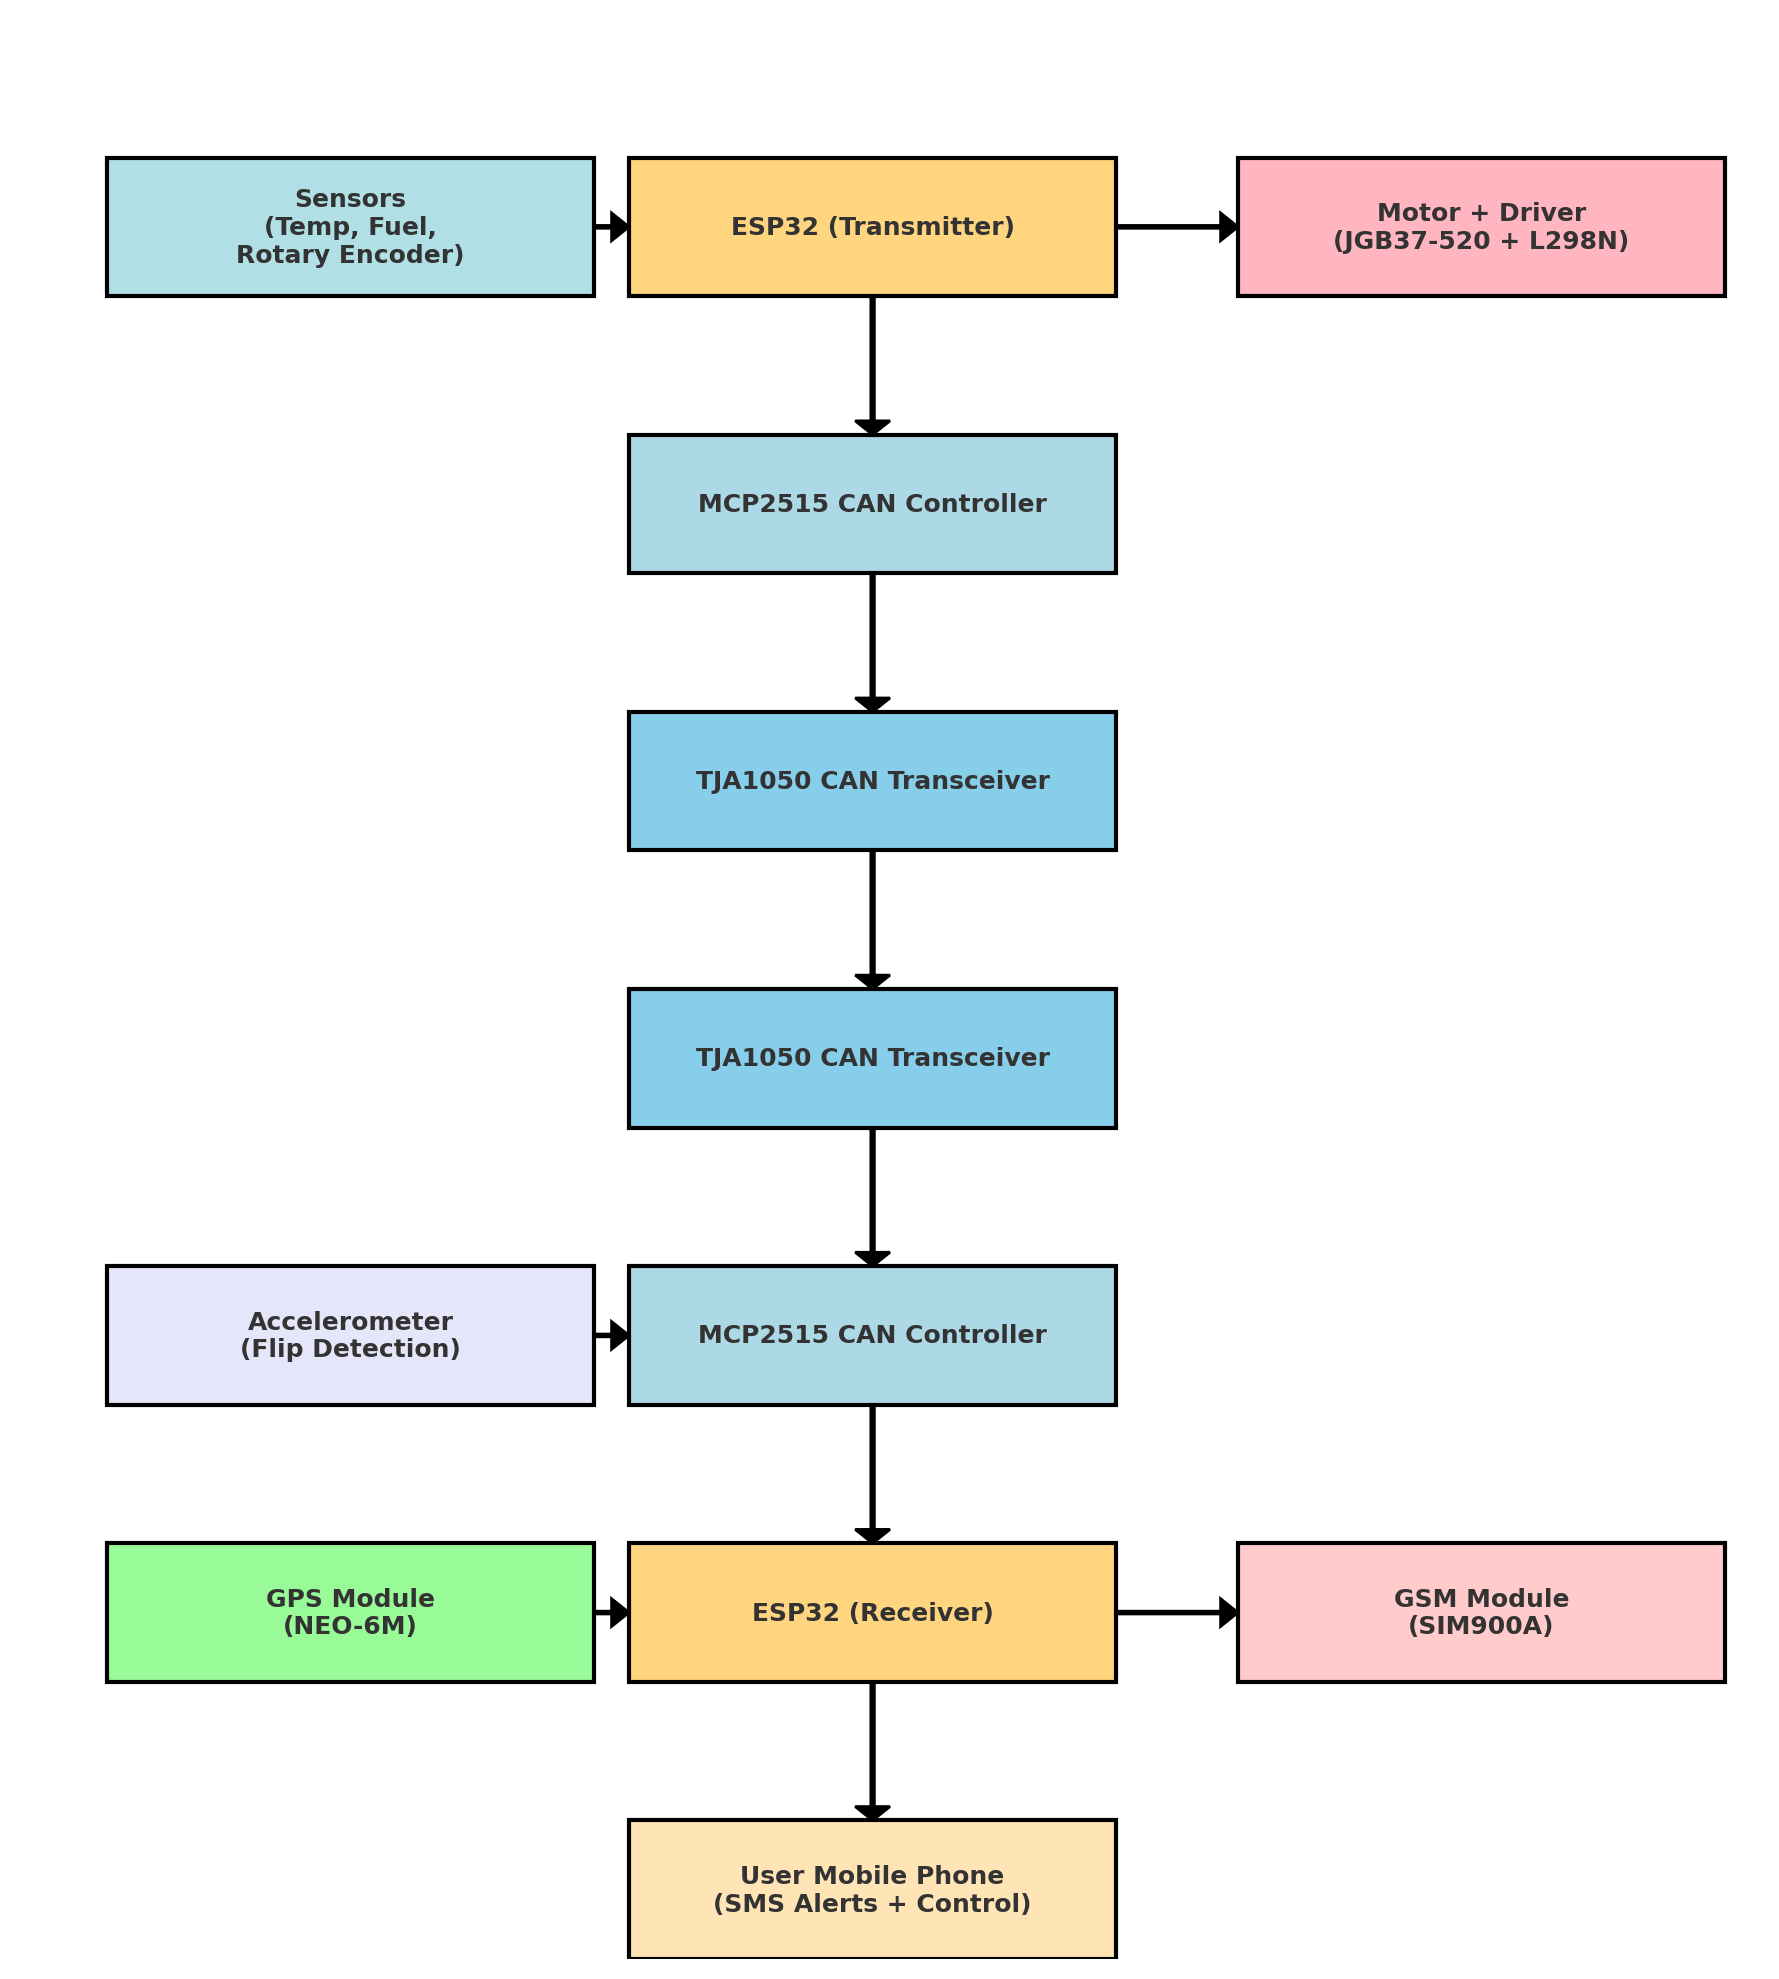 Sensors
(Temp, Fuel,
Rotary Encoder)
ESP32 (Transmitter)
Motor + Driver
(JGB37-520 + L298N)
MCP2515 CAN Controller
TJA1050 CAN Transceiver
TJA1050 CAN Transceiver
Accelerometer
(Flip Detection)
MCP2515 CAN Controller
GPS Module
(NEO-6M)
ESP32 (Receiver)
GSM Module
(SIM900A)
User Mobile Phone
(SMS Alerts + Control)